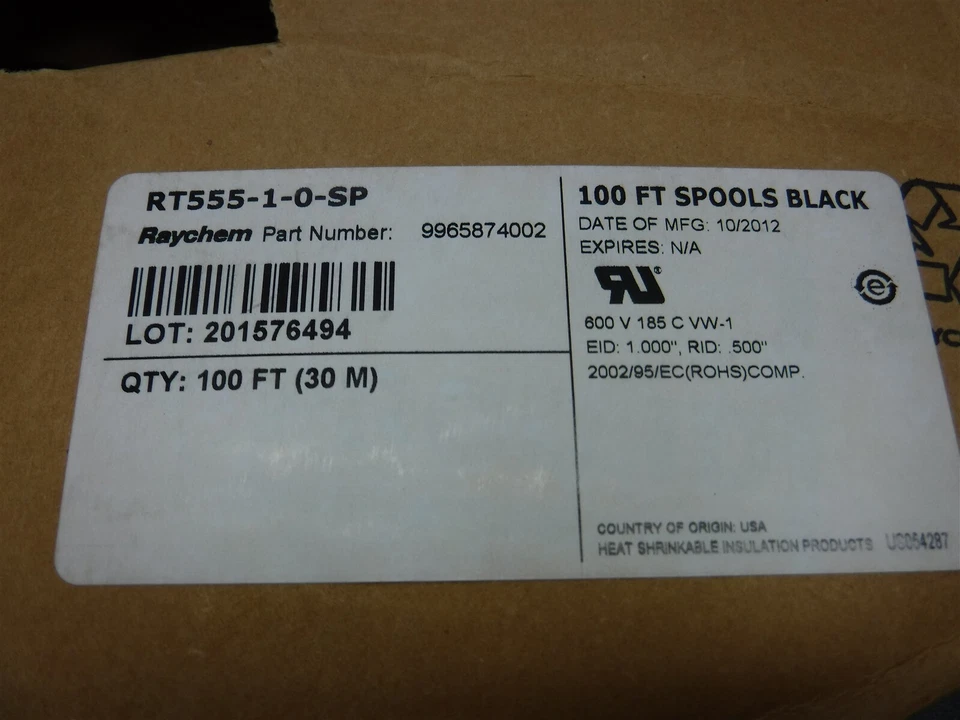 RT555-1-0-SP
Raychem Part Number: 9965874002
LOT: 201576494
QTY: 100 FT (30 M)
100 FT SPOOLS BLACK
DATE OF MFG: 10/2012
EXPIRES: N/A
RU®
600 V 185 C VW-1
EID: 1.000", RID: .500"
2002/95/EC(ROHS)COMP.
e
COUNTRY OF ORIGIN: USA
HEAT SHRINKABLE INSULATION PRODUCTS US064287